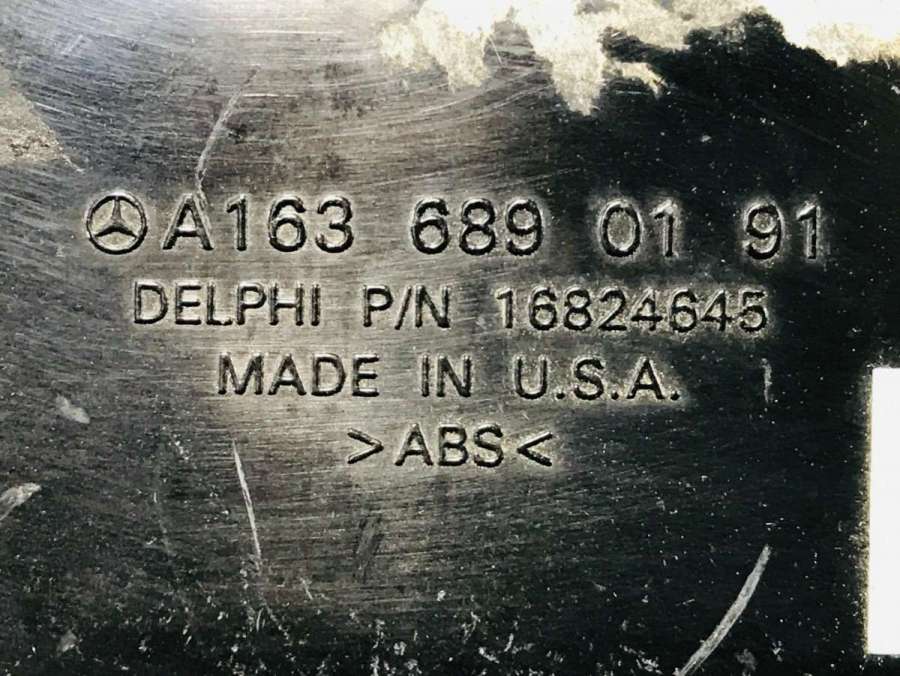 A163 689 01 91
DELPHI P/N 16824645
MADE IN U.S.A.
>ABS<